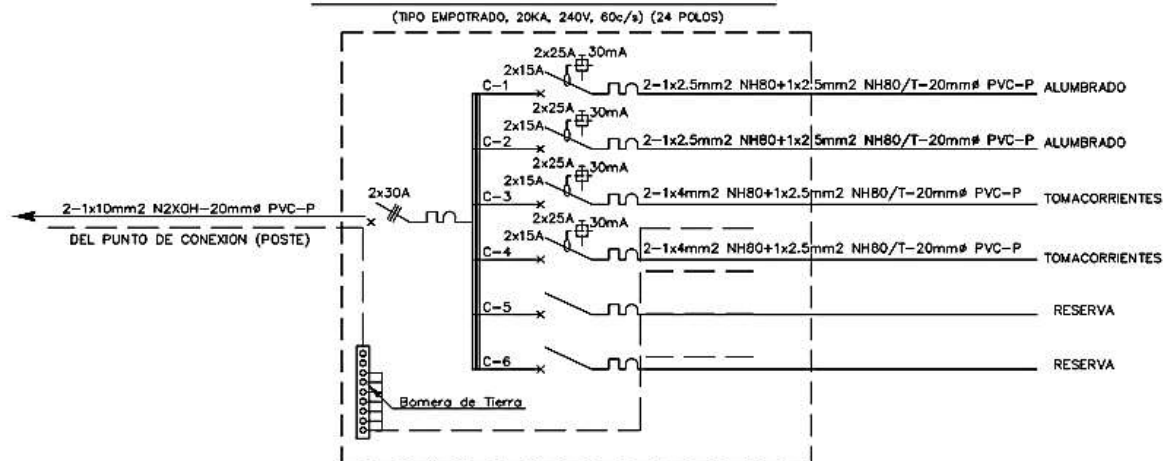 (TIPO EMPOTRADO, 20KA, 240V, 60c/s) (24 POLOS)
2x25A 30mA
2x15A
C-1
2-1x2.5mm2 NH80+1x2.5mm2 NH80/T-20mmø PVC-P ALUMBRADO
2x25A 30mA
2x15A
C-2
2-1x2.5mm2 NH80+1x2.5mm2 NH80/T-20mmø PVC-P ALUMBRADO
2x25A 30mA
2x15A
C-3
2-1x4mm2 NH80+1x2.5mm2 NH80/T-20mmø PVC-P TOMACORRIENTES
2x30A
2-1x10mm2 N2XOH-20mmø PVC-P
DEL PUNTO DE CONEXION (POSTE)
2x25A 30mA
2x15A
C-4
2-1x4mm2 NH80+1x2.5mm2 NH80/T-20mmø PVC-P TOMACORRIENTES
C-5
RESERVA
C-6
RESERVA
Bornera de Tierra